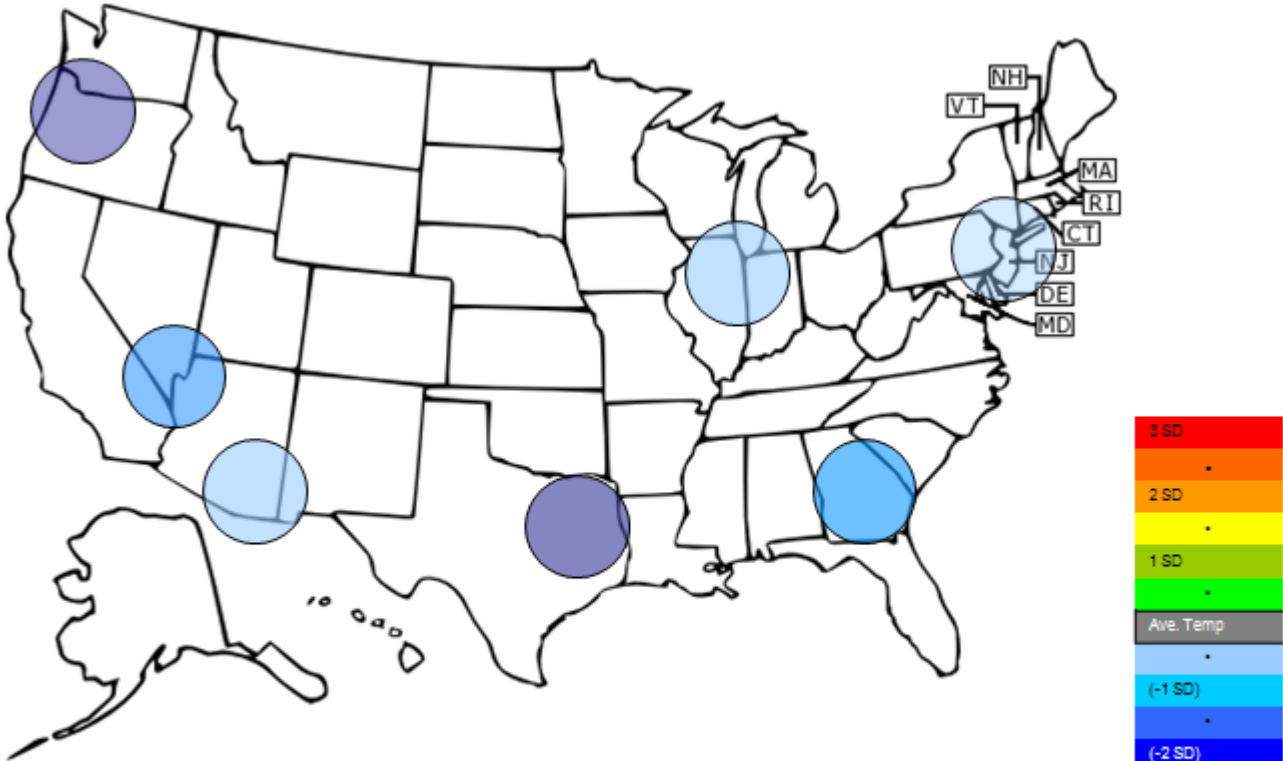 NH
VT
MA
RI
CT
NJ
DE
MD
3 SD
2 SD
1 SD
Ave. Temp
(-1 SD)
(-2 SD)